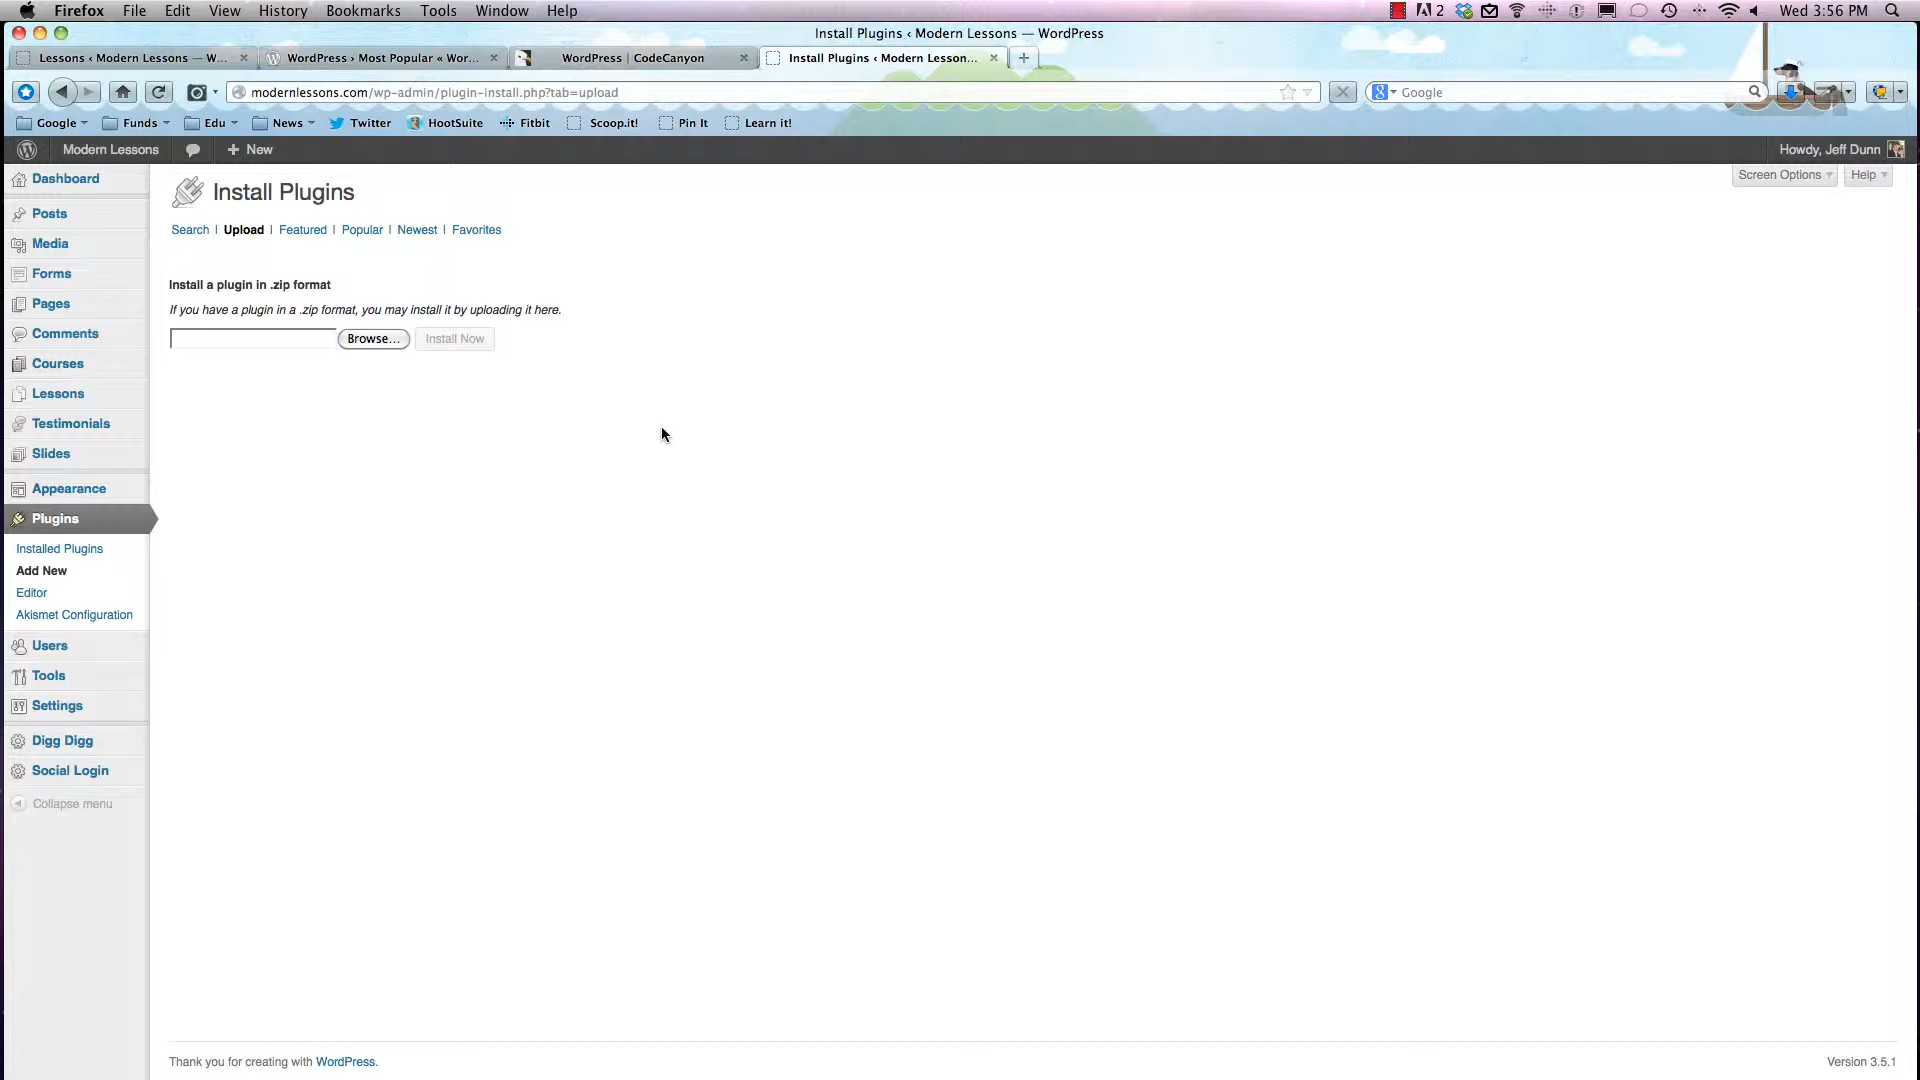 Firefox File Edit View History Bookmarks Tools Window Help 2 Wed 3:56 PM
Install Plugins ‹ Modern Lessons — WordPress
Lessons ‹ Modern Lessons — W... WordPress › Most Popular « Wor... WordPress | CodeCanyon Install Plugins ‹ Modern Lesson...
modernlessons.com/wp-admin/plugin-install.php?tab=upload Google
Google Funds Edu News Twitter HootSuite Fitbit Scoop.it! Pin It Learn it!
Modern Lessons + New Howdy, Jeff Dunn
Screen Options Help
Dashboard
Posts
Media
Forms
Pages
Comments
Courses
Lessons
Testimonials
Slides
Appearance
Plugins
Installed Plugins
Add New
Editor
Akismet Configuration
Users
Tools
Settings
Digg Digg
Social Login
Collapse menu
Install Plugins
Search | Upload | Featured | Popular | Newest | Favorites
Install a plugin in .zip format
If you have a plugin in a .zip format, you may install it by uploading it here.
Browse... Install Now
Thank you for creating with WordPress. Version 3.5.1